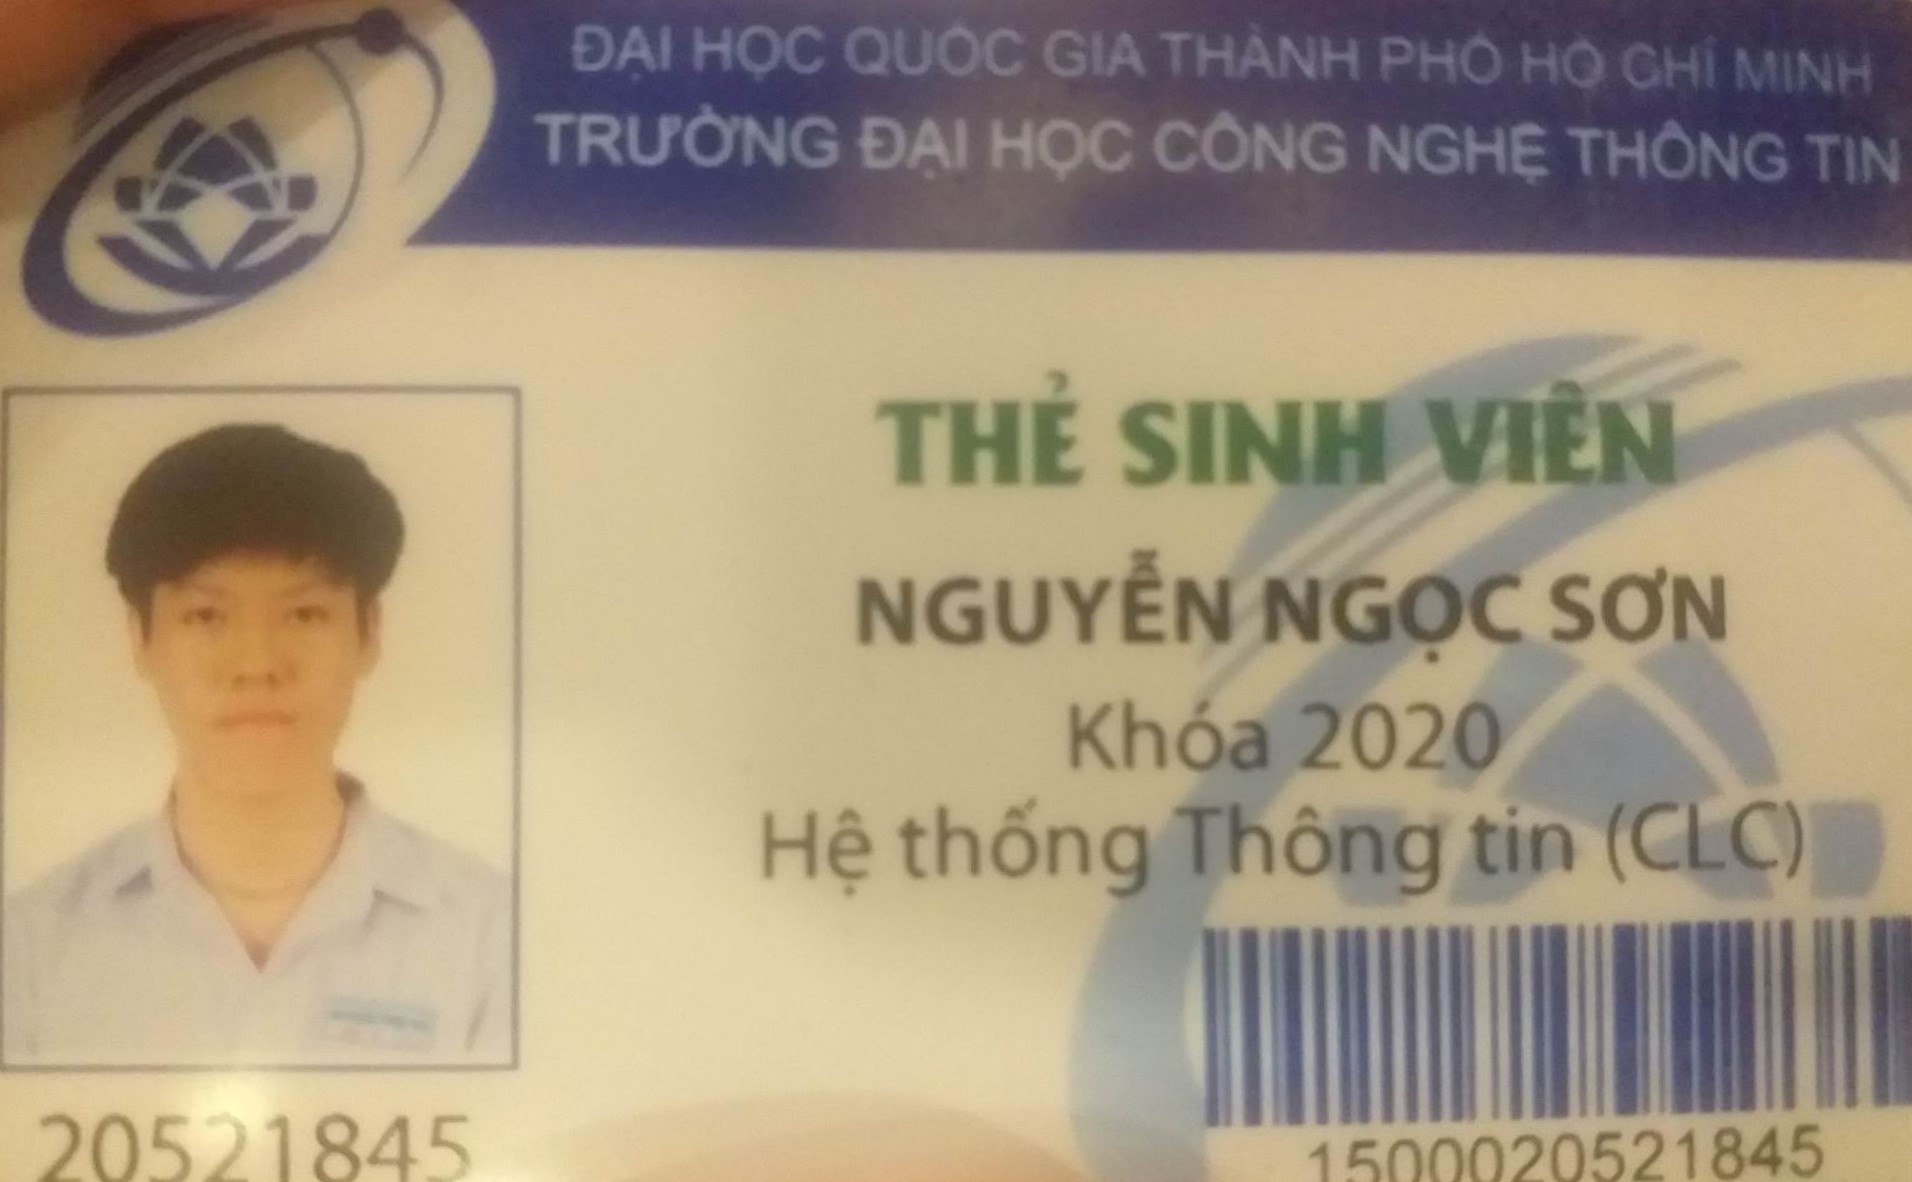 ĐẠI HỌC QUỐC GIA THÀNH PHỐ HỒ CHÍ MINH
TRƯỜNG ĐẠI HỌC CÔNG NGHỆ THÔNG TIN
THẺ SINH VIÊN
NGUYỄN NGỌC SƠN
Khóa 2020
Hệ thống Thông tin (CLC)
20521845
1500020521845